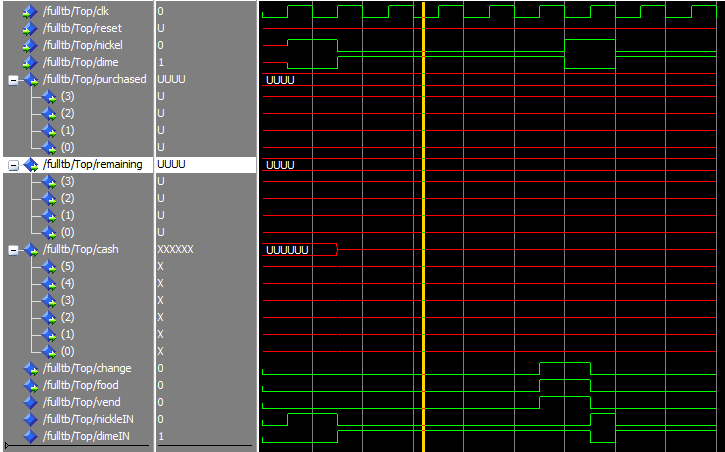 /fulltb/Top/clk 0
/fulltb/Top/reset U
/fulltb/Top/nickel 0
/fulltb/Top/dime 1
/fulltb/Top/purchased UUUU UUUU
(3) U
(2) U
(1) U
(0) U
/fulltb/Top/remaining UUUU UUUU
(3) U
(2) U
(1) U
(0) U
/fulltb/Top/cash XXXXXX UUUUUU
(5) X
(4) X
(3) X
(2) X
(1) X
(0) X
/fulltb/Top/change 0
/fulltb/Top/food 0
/fulltb/Top/vend 0
/fulltb/Top/nickleIN 0
/fulltb/Top/dimeIN 1